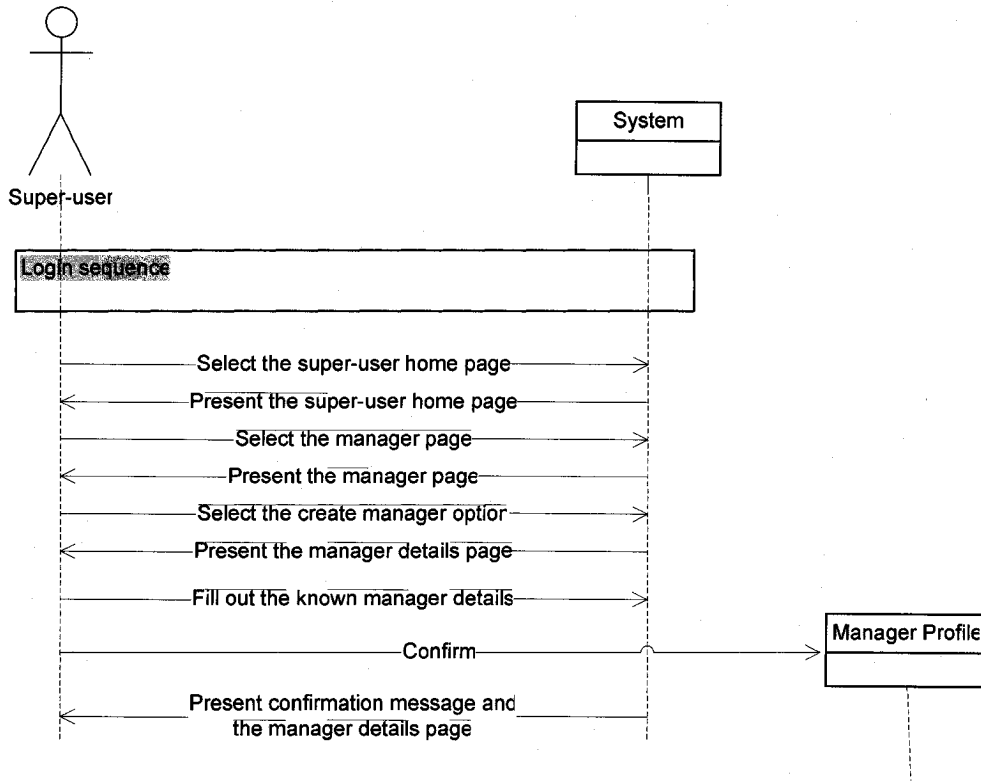 System
Super-user
Login sequence
Select the super-user home page
Present the super-user home page
Select the manager page
Present the manager page
Select the create manager option
Present the manager details page
Fill out the known manager details
Manager Profile
Confirm
Present confirmation message and
the manager details page